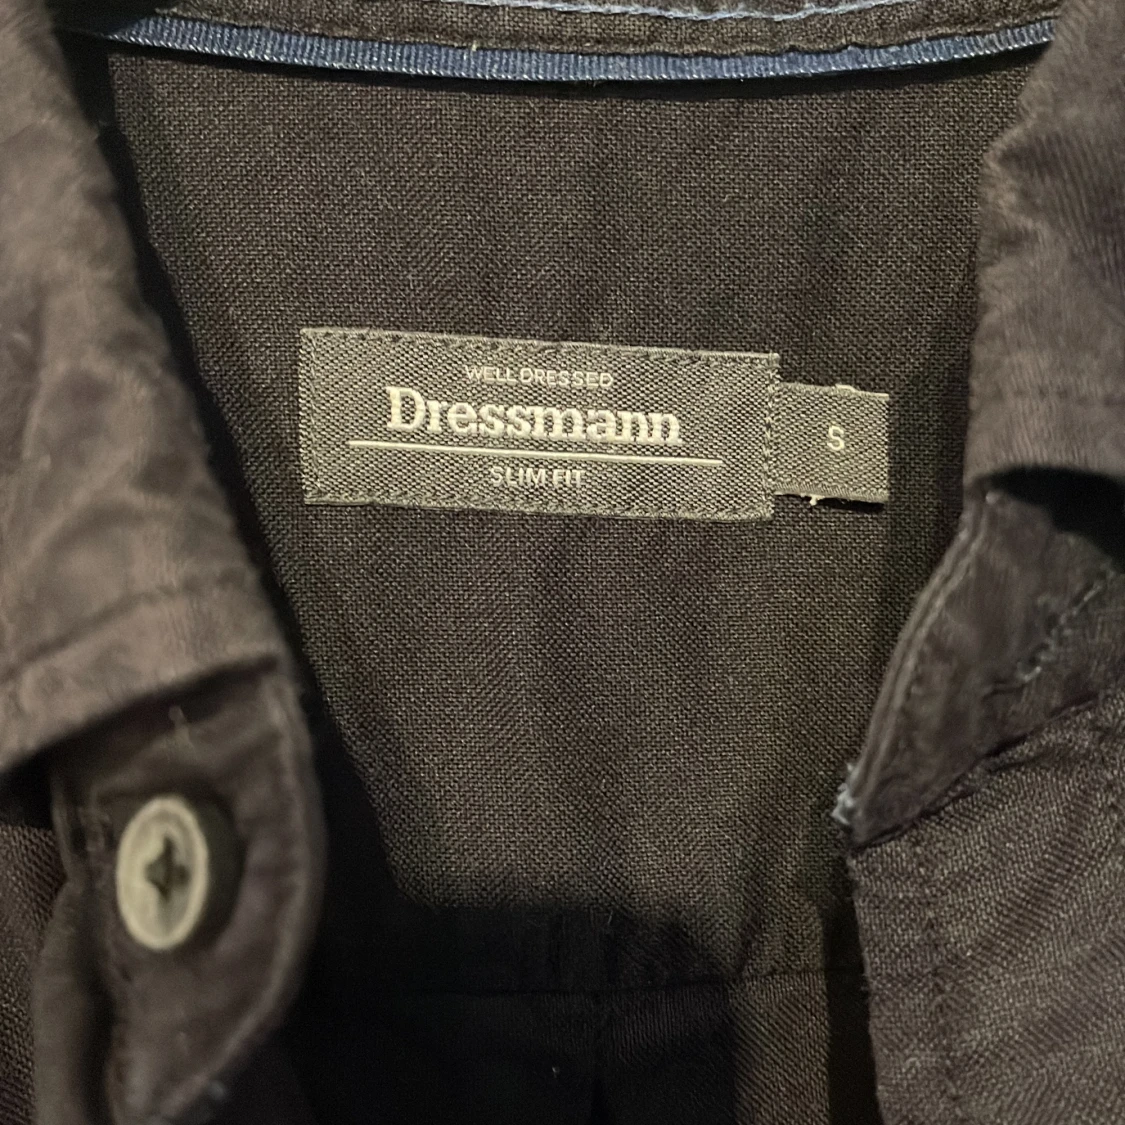 WELL DRESSED
Dressmann
SLIM FIT
S